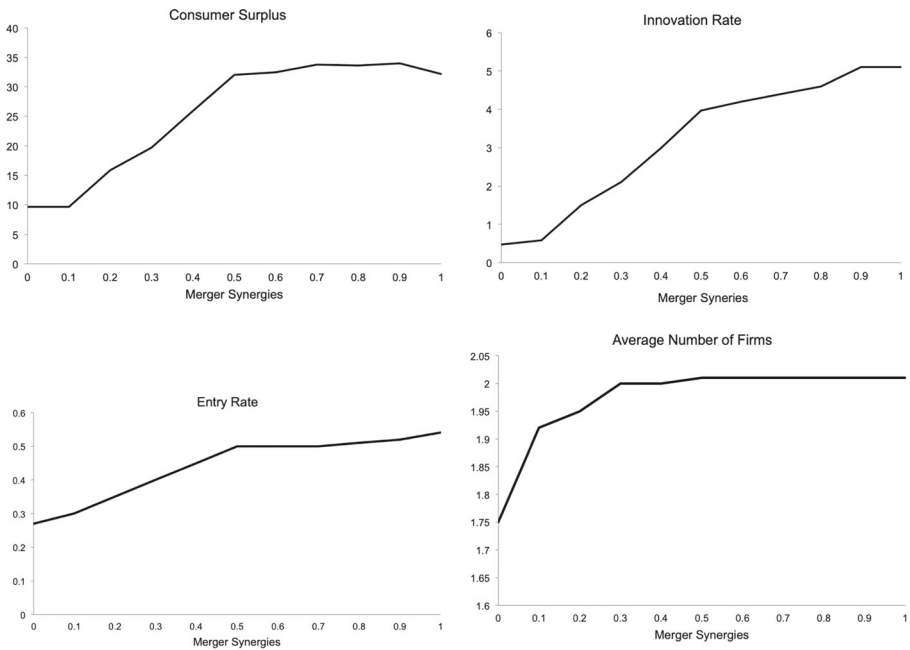 Consumer Surplus
40
35
30
25
20
15
10
5
0
0 0.1 0.2 0.3 0.4 0.5 0.6 0.7 0.8 0.9 1
Merger Synergies
Innovation Rate
6
5
4
3
2
1
0
0 0.1 0.2 0.3 0.4 0.5 0.6 0.7 0.8 0.9 1
Merger Syneries
Entry Rate
0.6
0.5
0.4
0.3
0.2
0.1
0
0 0.1 0.2 0.3 0.4 0.5 0.6 0.7 0.8 0.9 1
Merger Synergies
Average Number of Firms
2.05
2
1.95
1.9
1.85
1.8
1.75
1.7
1.65
1.6
0 0.1 0.2 0.3 0.4 0.5 0.6 0.7 0.8 0.9 1
Merger Synergies